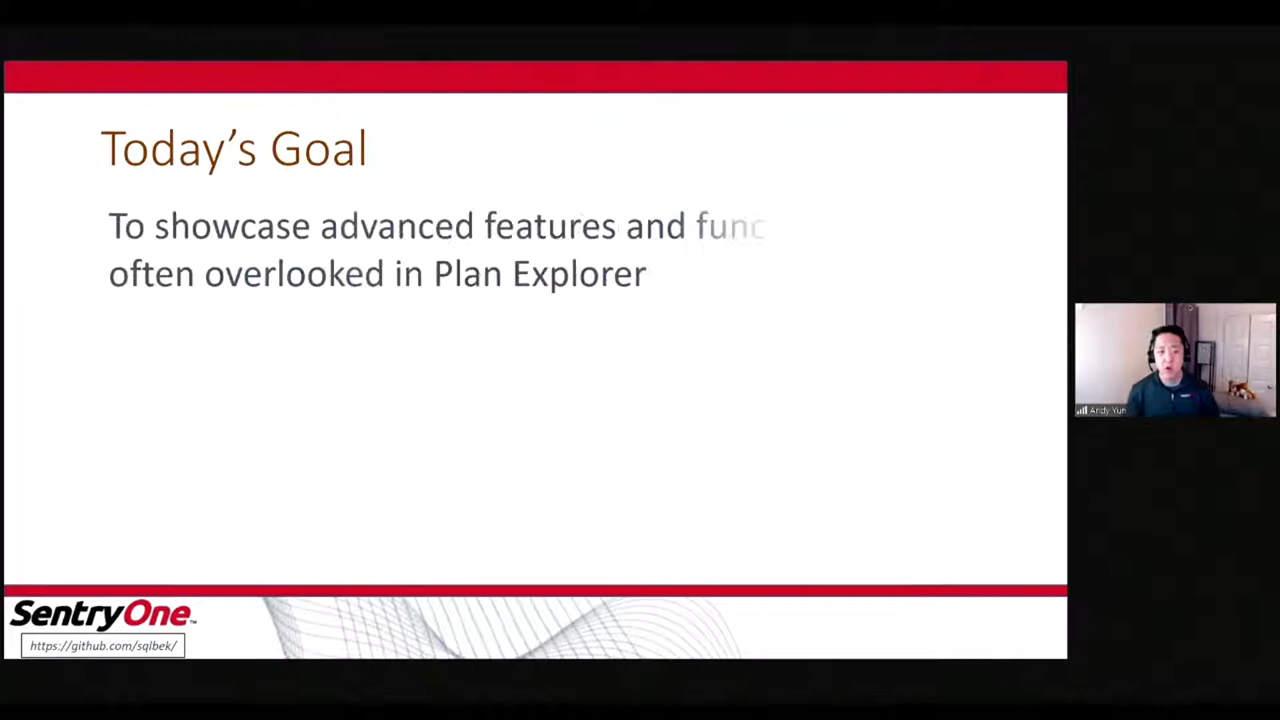 Today's Goal
To showcase advanced features and func
often overlooked in Plan Explorer
SentryOne™
https://github.com/sqlbek/
Andy Yun